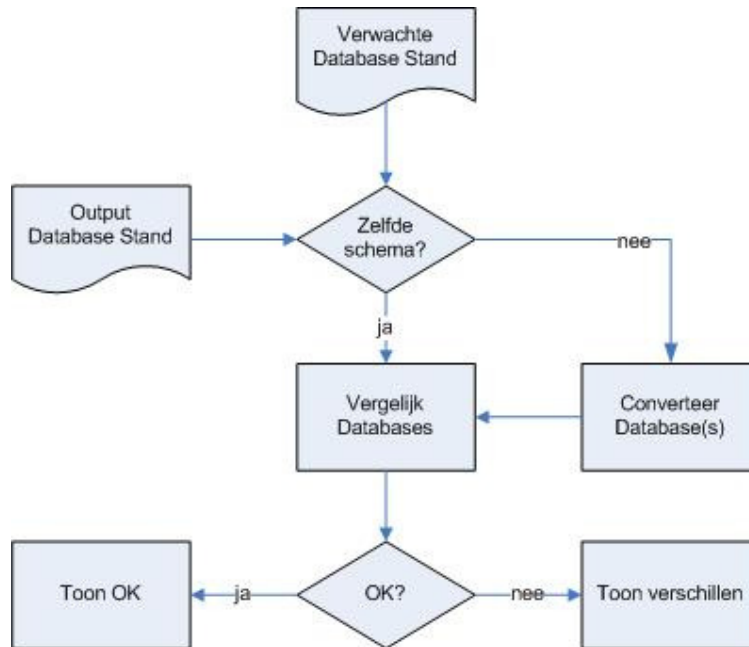 Verwachte
Database Stand
Output
Database Stand
Zelfde
schema?
nee
ja
Vergelijk
Databases
Converteer
Database(s)
Toon OK
ja
OK?
nee
Toon verschillen